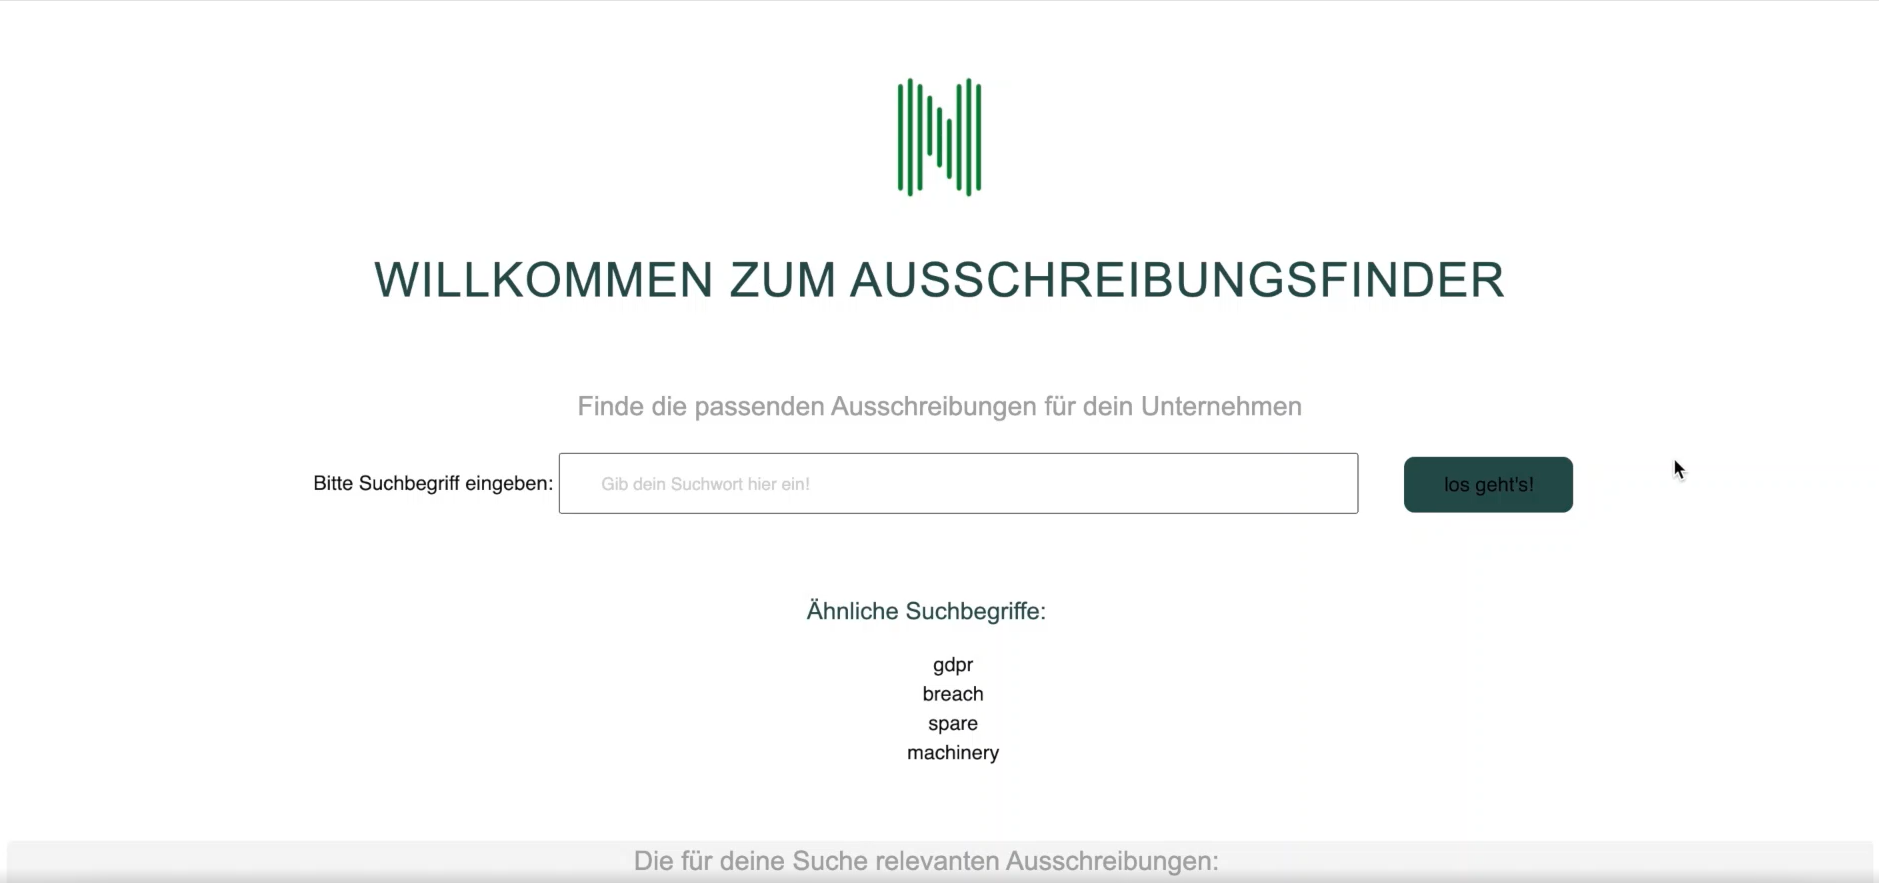 WILLKOMMEN ZUM AUSSCHREIBUNGSFINDER
Finde die passenden Ausschreibungen für dein Unternehmen
Bitte Suchbegriff eingeben: Gib dein Suchwort hier ein! los geht's!
Ähnliche Suchbegriffe:
gdpr
breach
spare
machinery
Die für deine Suche relevanten Ausschreibungen: